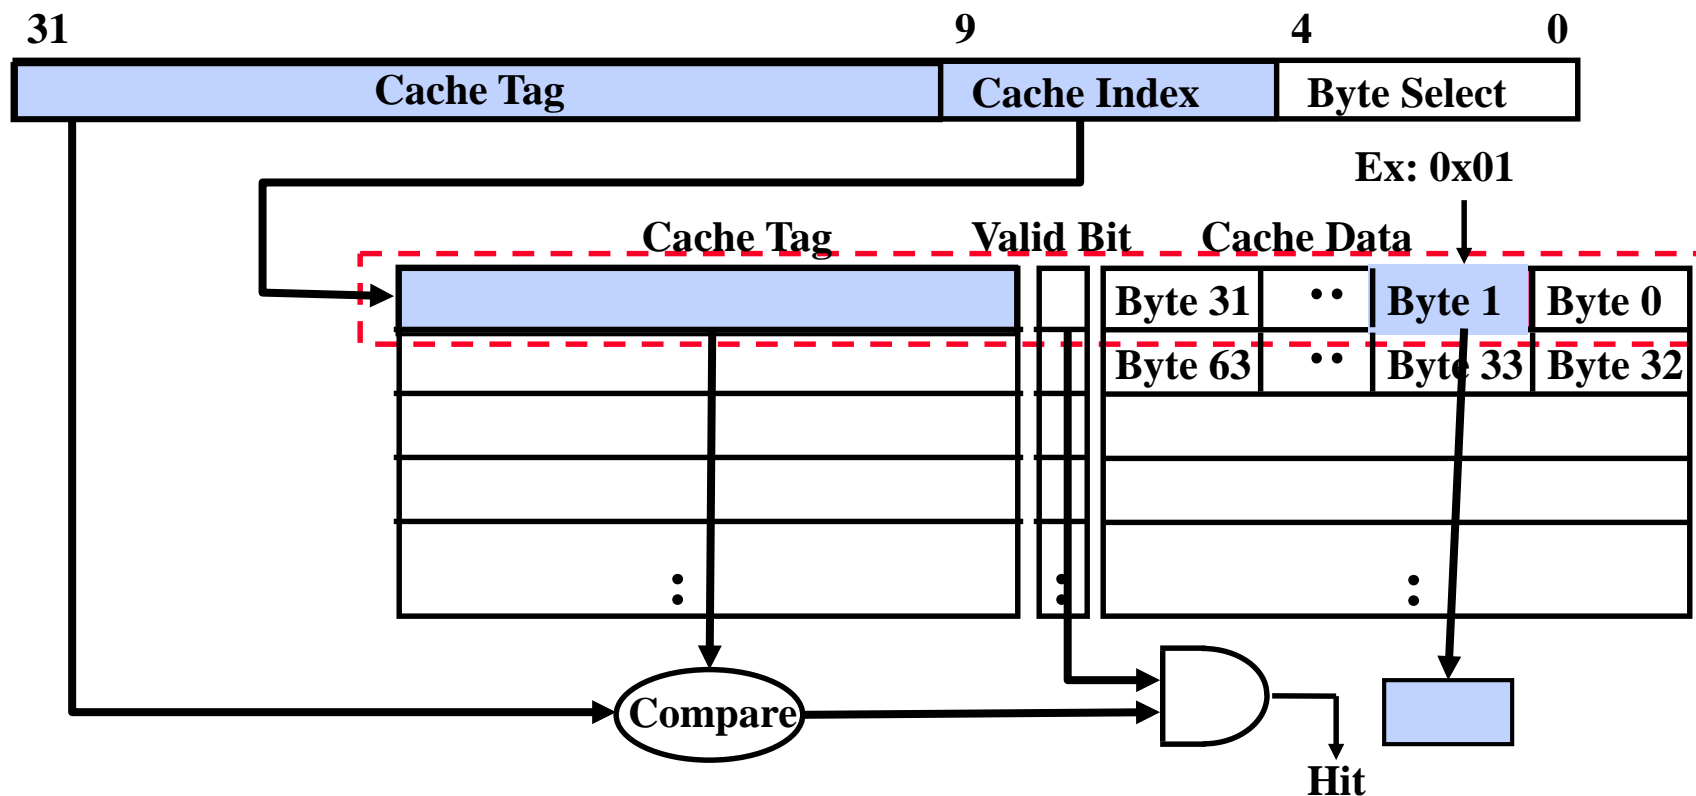 31 9 4 0
Cache Tag Cache Index Byte Select
Ex: 0x01
Cache Tag Valid Bit Cache Data
Byte 31 .. Byte 1 Byte 0
Byte 63 .. Byte 33 Byte 32
: : :
Compare
Hit